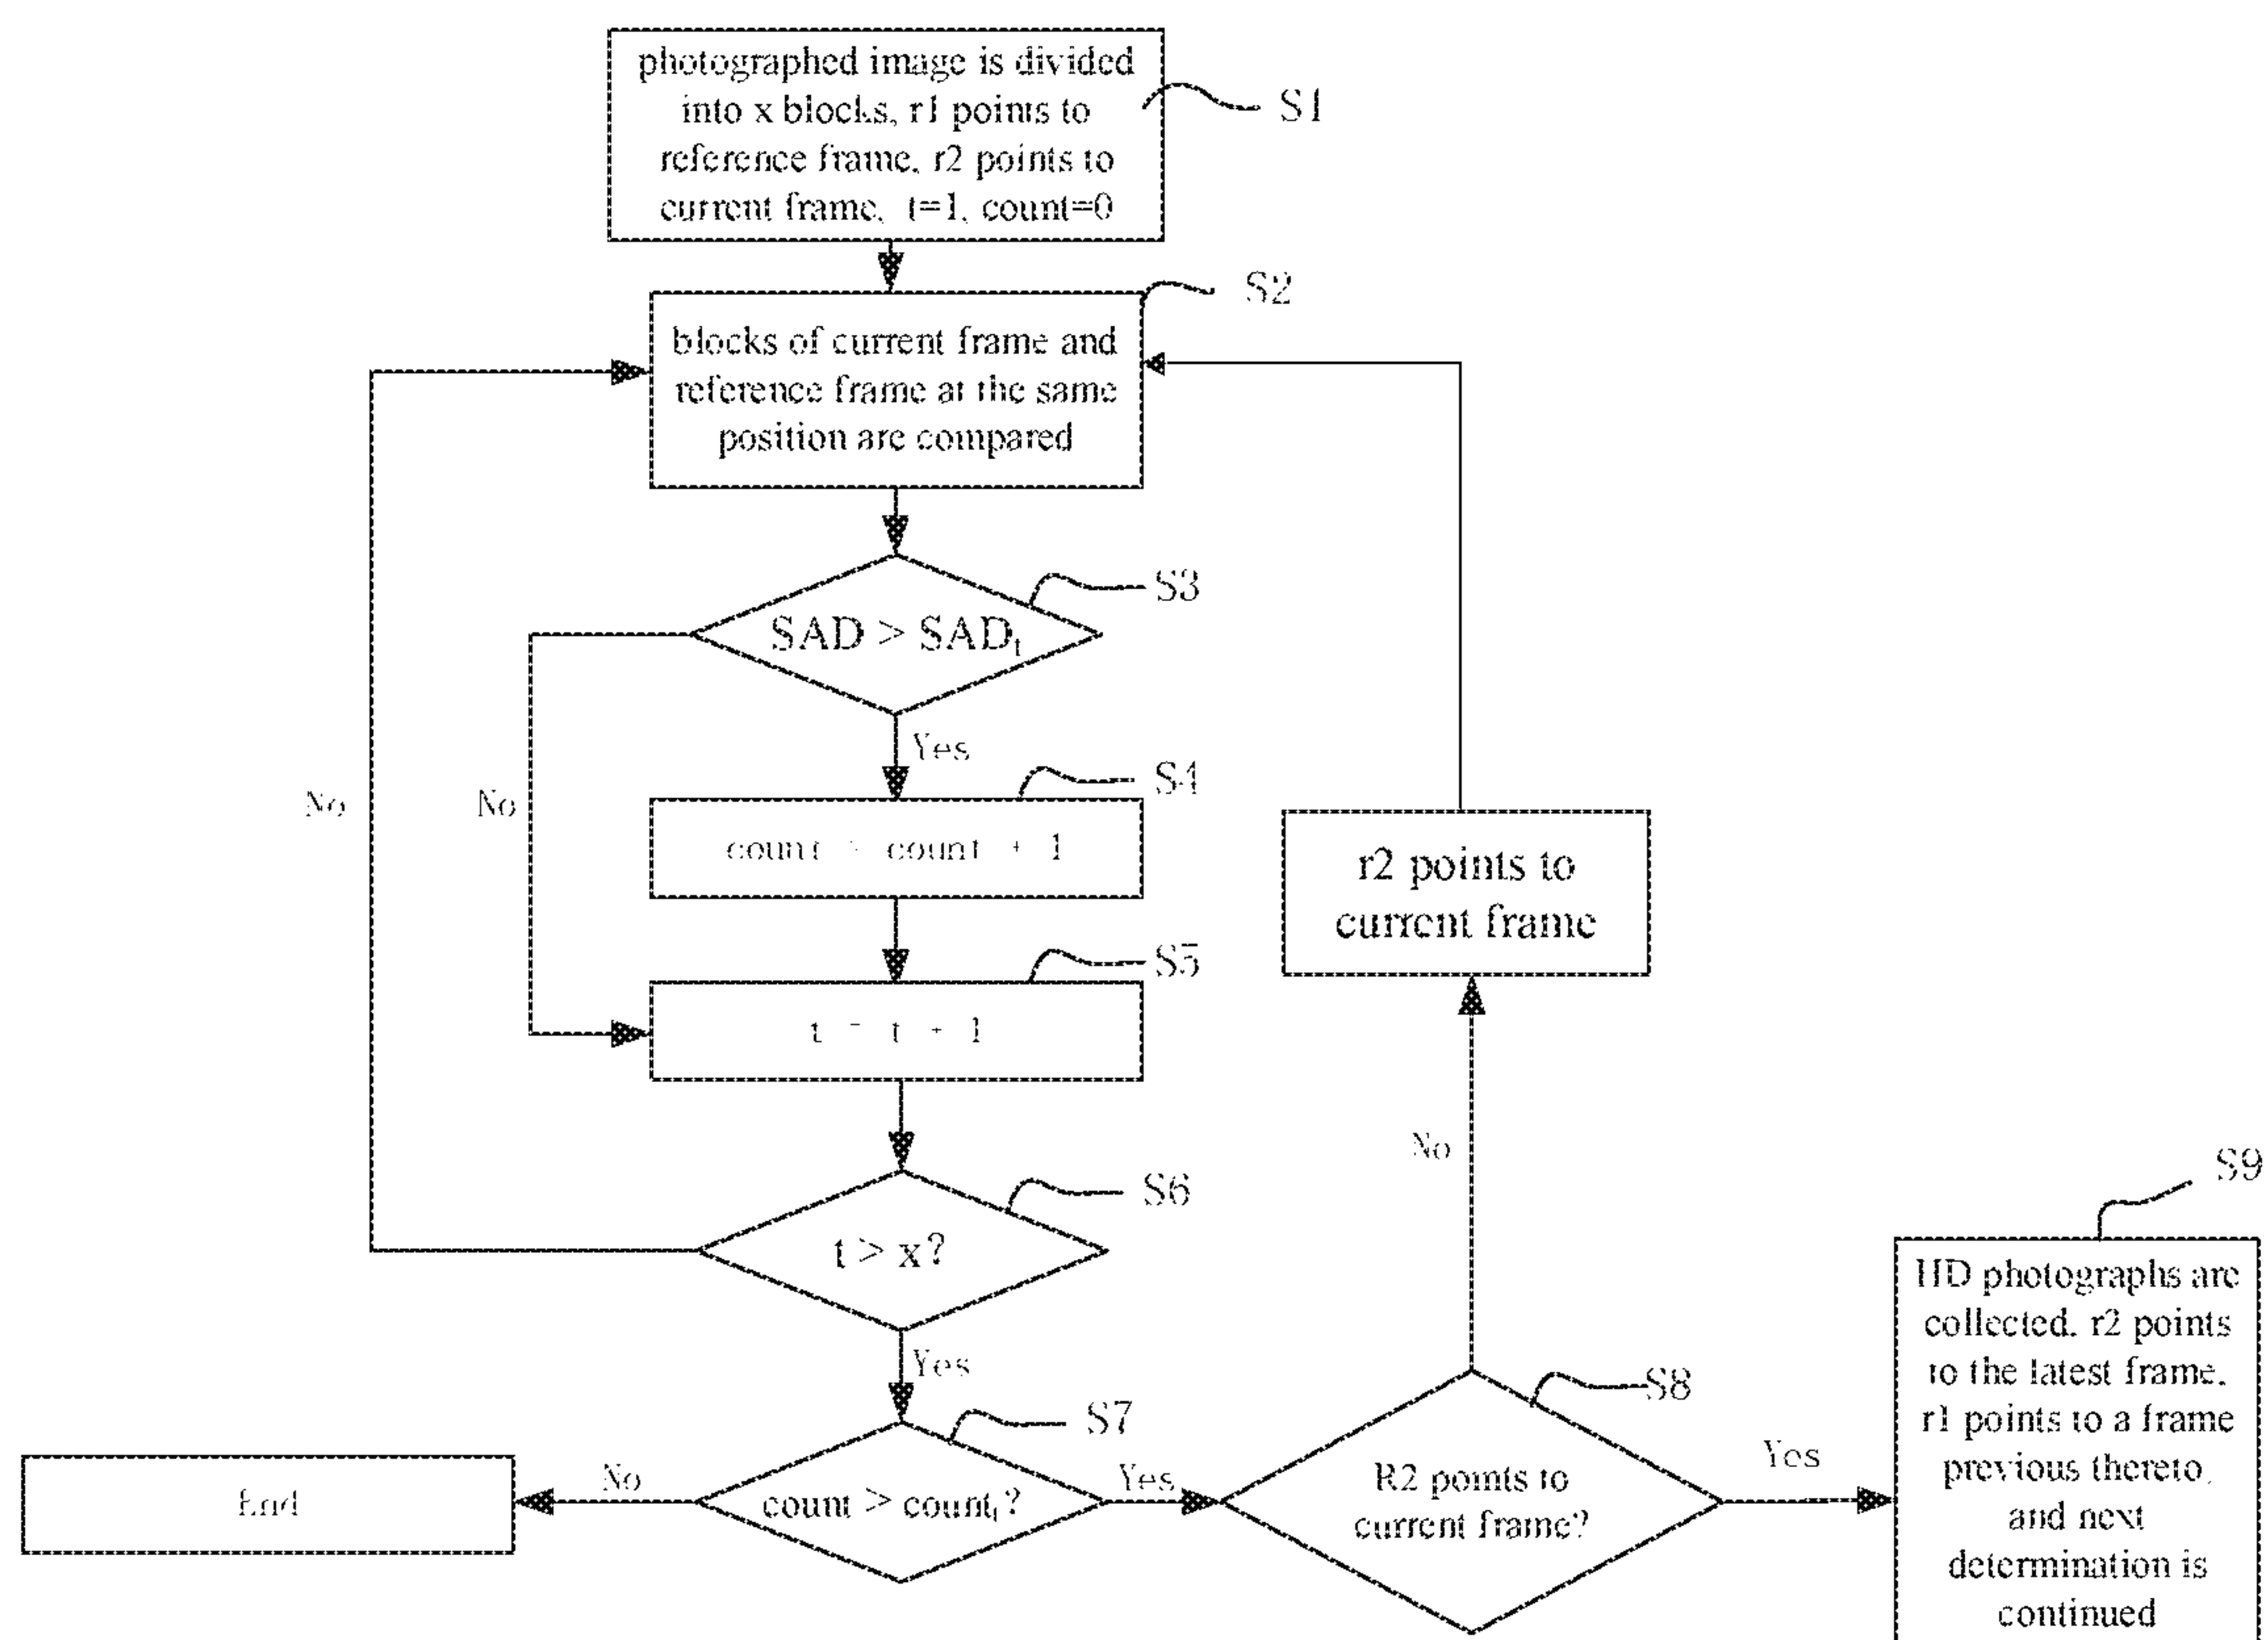 photographed image is divided
into x blocks, r1 points to
reference frame, r2 points to
current frame, t=1, count=0
S1
S2
blocks of current frame and
reference frame at the same
position are compared
S3
SAD > SADt
Yes
No
No
S4
count = count + 1
r2 points to
current frame
S5
t = t + 1
No
S6
t > x?
S9
Yes
S7
S8
HD photographs are
collected, r2 points
to the latest frame,
r1 points to a frame
previous thereto,
and next
determination is
continued
End
No
count > countt?
Yes
R2 points to
current frame?
Yes